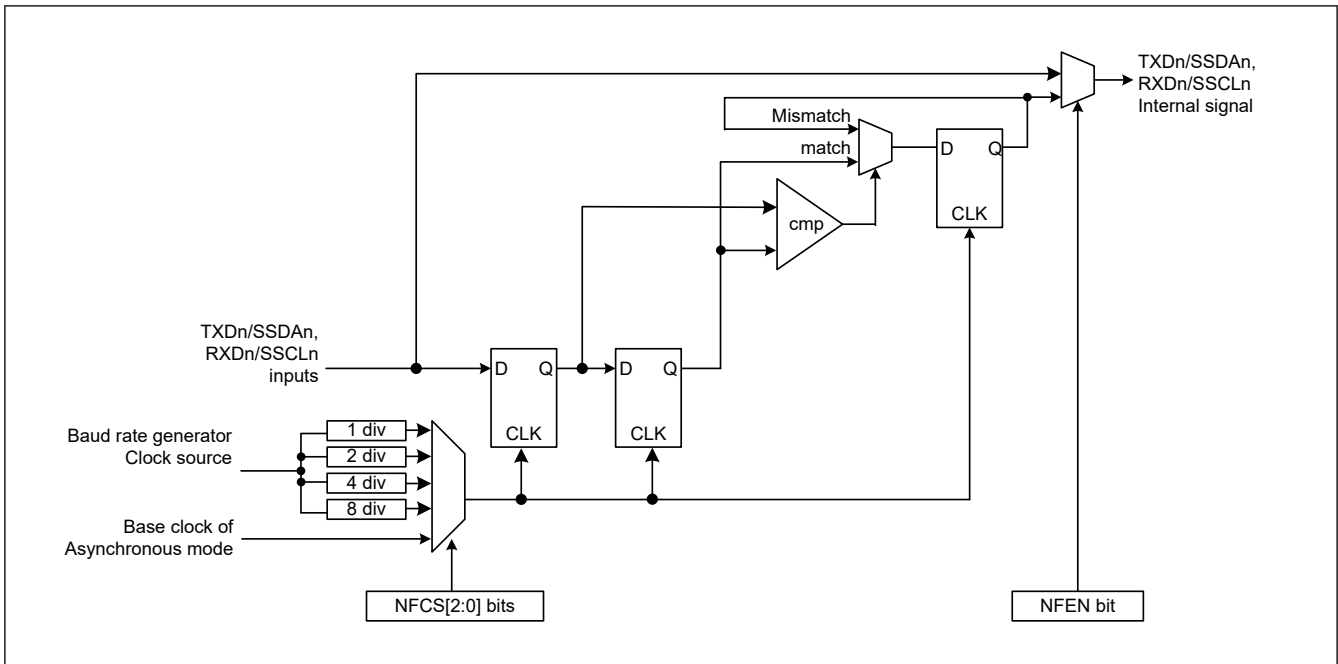 TXDn/SSDAn,
RXDn/SSCLn
Internal signal
Mismatch
match
D
Q
CLK
cmp
TXDn/SSDAn,
RXDn/SSCLn
inputs
D
Q
CLK
D
Q
CLK
Baud rate generator
Clock source
1 div
2 div
4 div
8 div
Base clock of
Asynchronous mode
NFCS[2:0] bits
NFEN bit